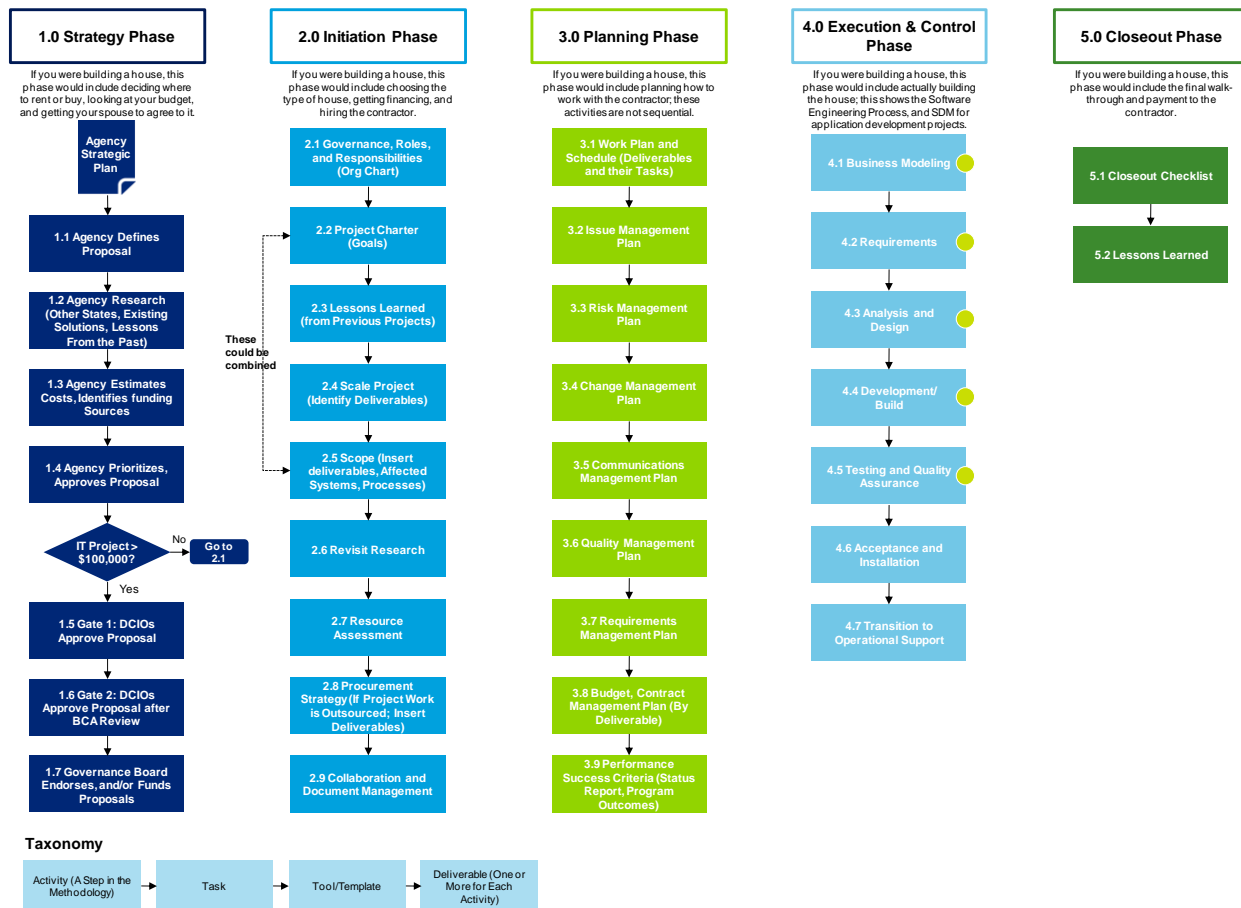 1.0 Strategy Phase
If you were building a house, this
phase would include deciding where
to rent or buy, looking at your budget,
and getting your spouse to agree to it.
Agency
Strategic
Plan
1.1 Agency Defines
Proposal
1.2 Agency Research
(Other States, Existing
Solutions, Lessons
From the Past)
1.3 Agency Estimates
Costs, Identifies funding
Sources
1.4 Agency Prioritizes,
Approves Proposal
IT Project >
$100,000?
No
Go to
2.1
Yes
1.5 Gate 1: DCIOs
Approve Proposal
1.6 Gate 2: DCIOs
Approve Proposal after
BCA Review
1.7 Governance Board
Endorses, and/or Funds
Proposals
2.0 Initiation Phase
If you were building a house, this
phase would include choosing the
type of house, getting financing, and
hiring the contractor.
2.1 Governance, Roles,
and Responsibilities
(Org Chart)
2.2 Project Charter
(Goals)
2.3 Lessons Learned
(from Previous Projects)
These
could be
combined
2.4 Scale Project
(Identify Deliverables)
2.5 Scope (Insert
deliverables, Affected
Systems, Processes)
2.6 Revisit Research
2.7 Resource
Assessment
2.8 Procurement
Strategy (If Project Work
is Outsourced; Insert
Deliverables)
2.9 Collaboration and
Document Management
3.0 Planning Phase
If you were building a house, this
phase would include planning how to
work with the contractor; these
activities are not sequential.
3.1 Work Plan and
Schedule (Deliverables
and their Tasks)
3.2 Issue Management
Plan
3.3 Risk Management
Plan
3.4 Change Management
Plan
3.5 Communications
Management Plan
3.6 Quality Management
Plan
3.7 Requirements
Management Plan
3.8 Budget, Contract
Management Plan (By
Deliverable)
3.9 Performance
Success Criteria (Status
Report, Program
Outcomes)
4.0 Execution & Control
Phase
If you were building a house, this
phase would include actually building
the house; this shows the Software
Engineering Process, and SDM for
application development projects.
4.1 Business Modeling
4.2 Requirements
4.3 Analysis and
Design
4.4 Development/
Build
4.5 Testing and Quality
Assurance
4.6 Acceptance and
Installation
4.7 Transition to
Operational Support
5.0 Closeout Phase
If you were building a house, this
phase would include the final walk-
through and payment to the
contractor.
5.1 Closeout Checklist
5.2 Lessons Learned
Taxonomy
Activity (A Step in the
Methodology)
Task
Tool/Template
Deliverable (One or
More for Each
Activity)